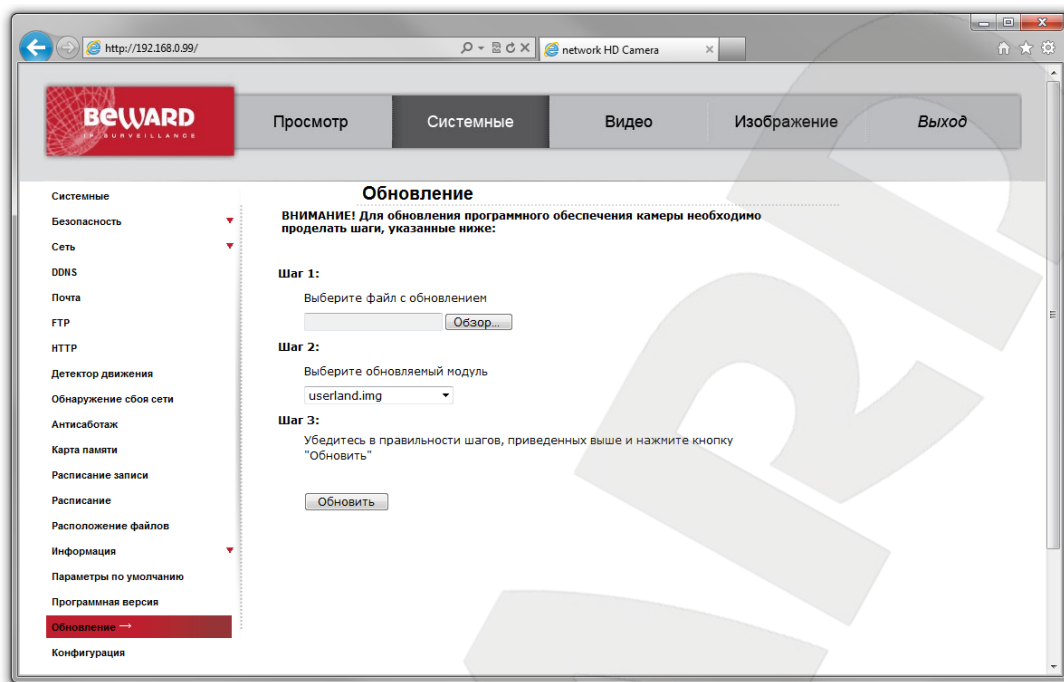 http://192.168.0.99/
network HD Camera
BEWARD
IP SURVEILLANCE
Просмотр
Системные
Видео
Изображение
Выход
Системные
Безопасность
Сеть
DDNS
Почта
FTP
HTTP
Детектор движения
Обнаружение сбоя сети
Антисаботаж
Карта памяти
Расписание записи
Расписание
Расположение файлов
Информация
Параметры по умолчанию
Программная версия
Обновление →
Конфигурация
Обновление
ВНИМАНИЕ! Для обновления программного обеспечения камеры необходимо
проделать шаги, указанные ниже:
Шаг 1:
Выберите файл с обновлением
Обзор...
Шаг 2:
Выберите обновляемый модуль
userland.img
Шаг 3:
Убедитесь в правильности шагов, приведенных выше и нажмите кнопку
"Обновить"
Обновить